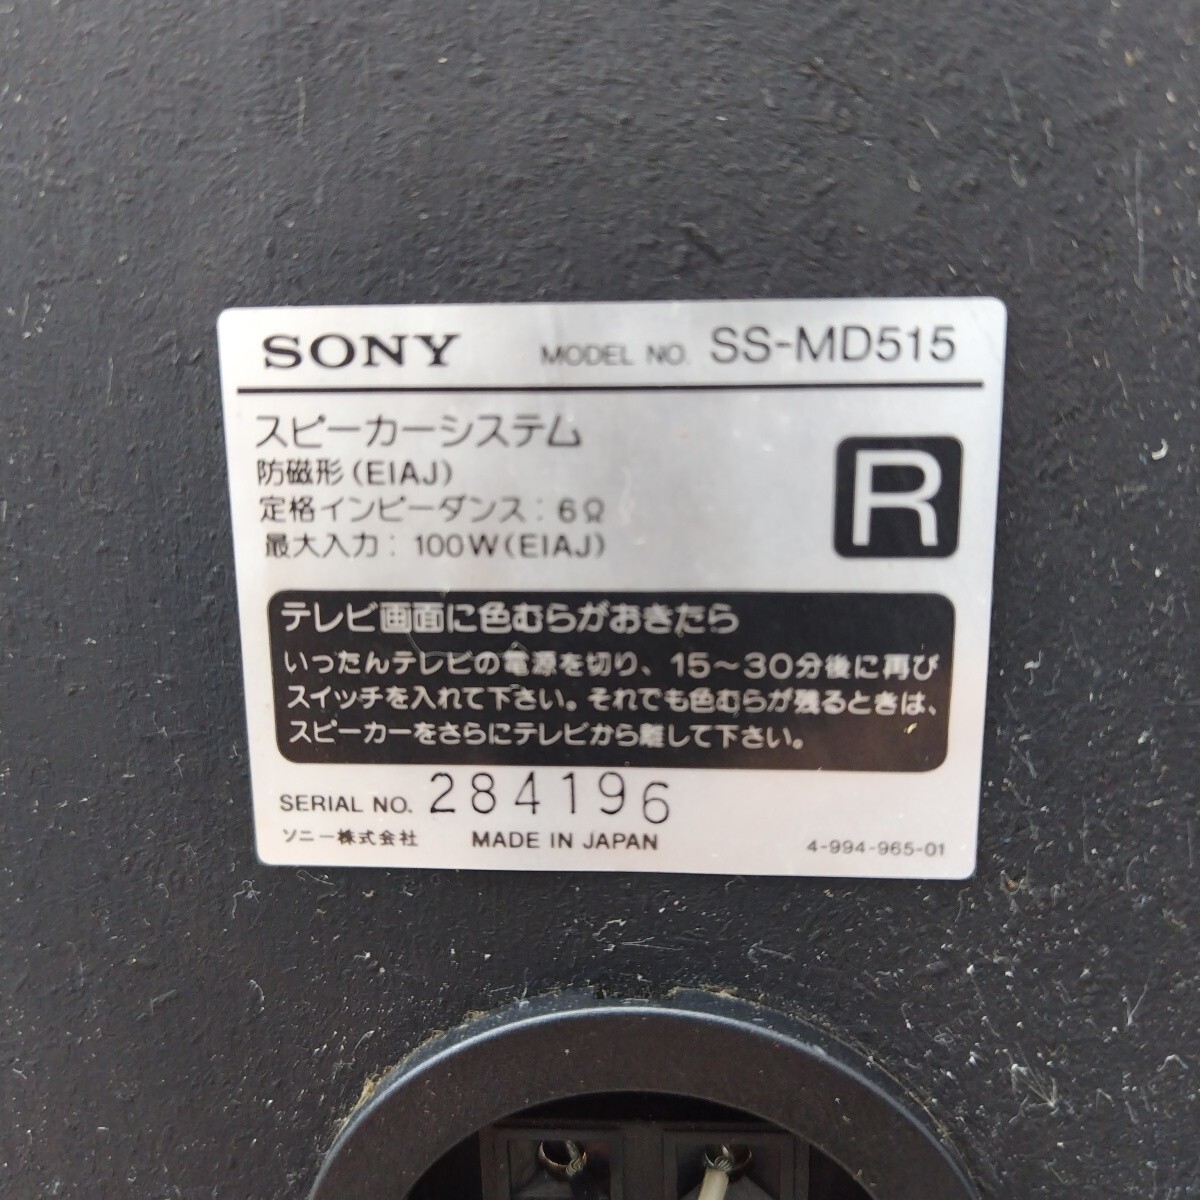 SONY MODEL NO. SS-MD515
スピーカーシステム
防磁形(EIAJ)
定格インピーダンス: 6Ω
最大入力: 100W(EIAJ)
R
テレビ画面に色むらがおきたら
いったんテレビの電源を切り、15〜30分後に再び
スイッチを入れて下さい。それでも色むらが残るときは、
スピーカーをさらにテレビから離して下さい。
SERIAL NO. 284196
ソニー株式会社 MADE IN JAPAN 4-994-965-01